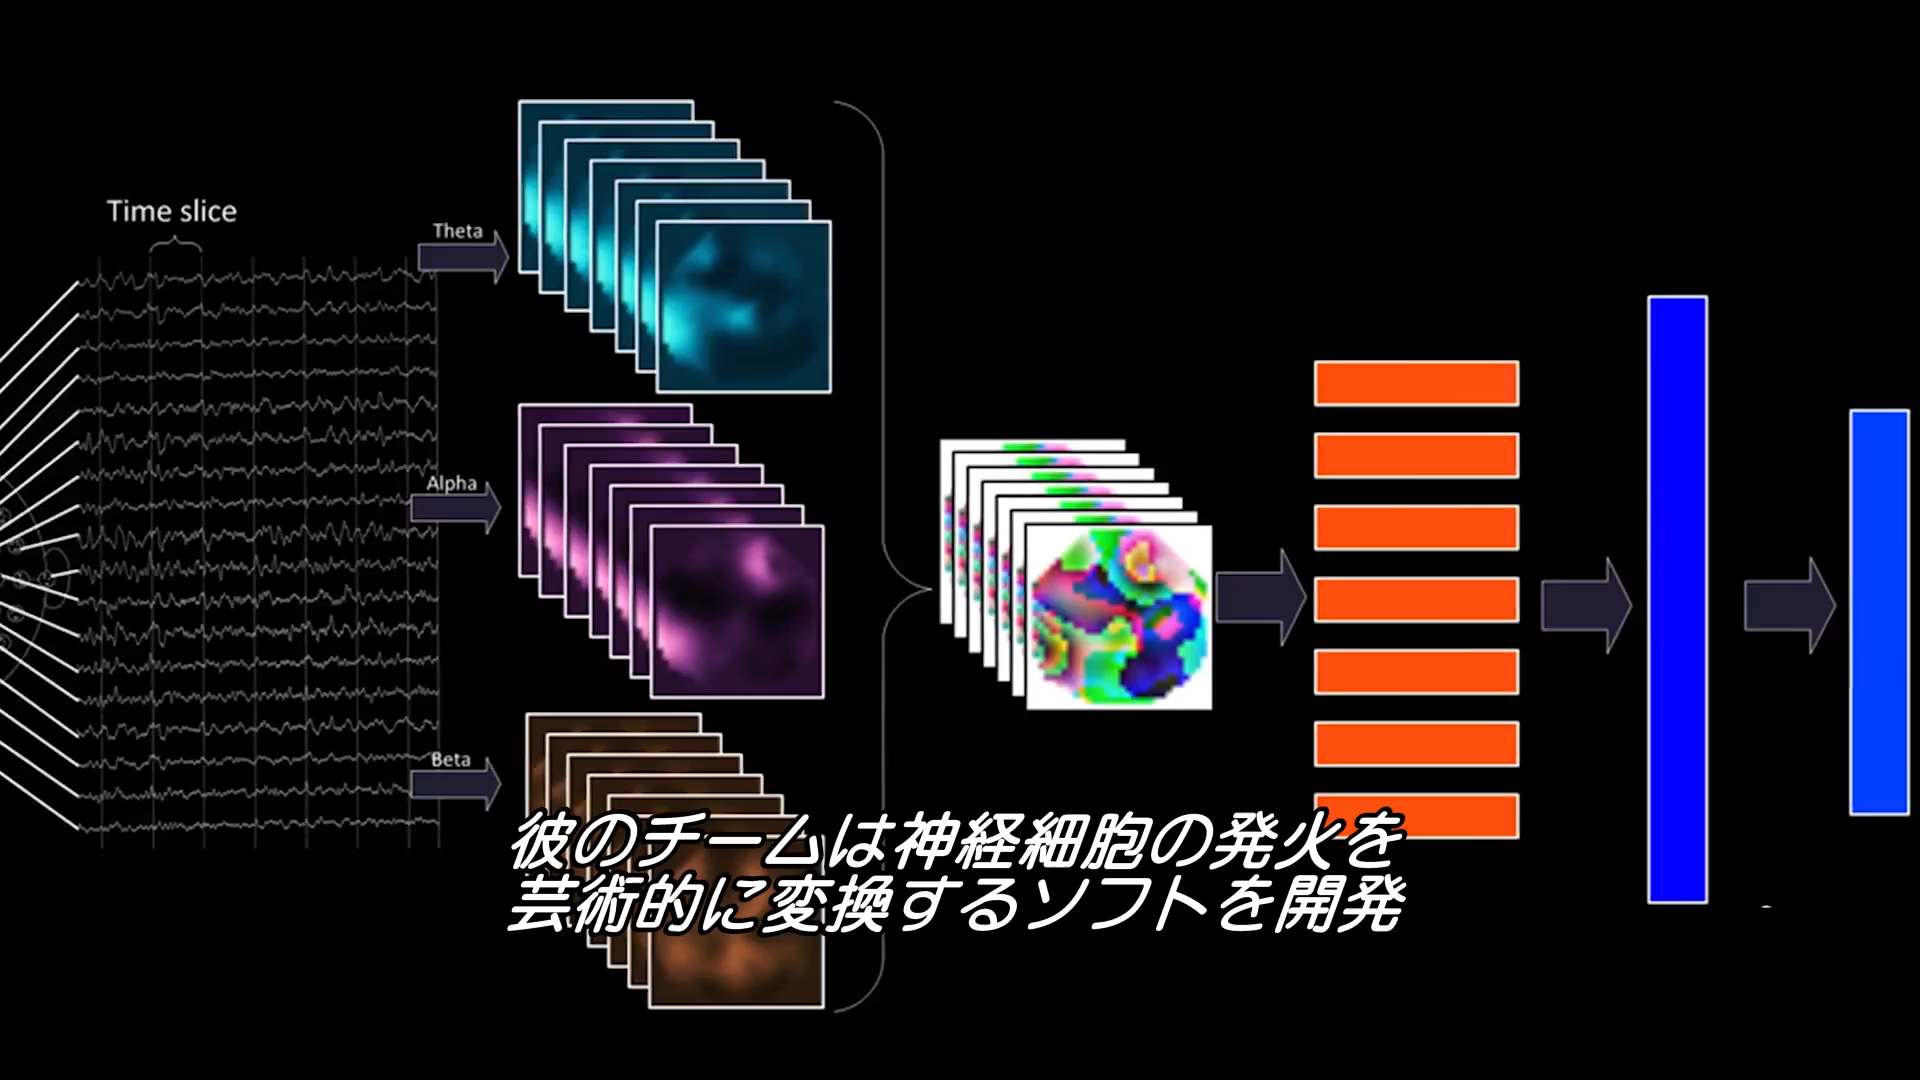 Time slice
Theta
Alpha
Beta
彼のチームは神経細胞の発火を
芸術的に変換するソフトを開発